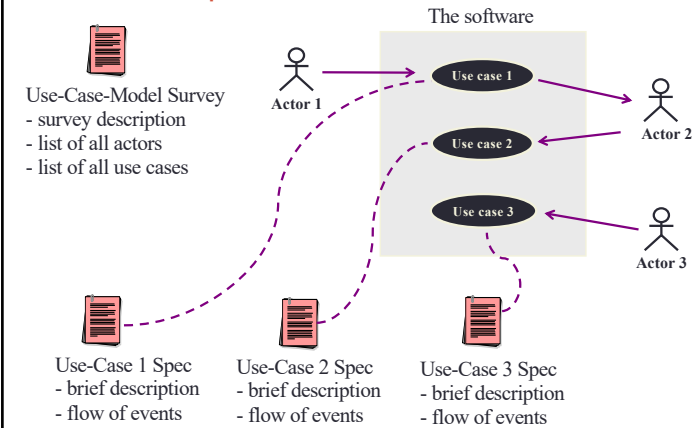 The software
Use case 1
Actor 1
Actor 2
Use-Case-Model Survey
- survey description
- list of all actors
- list of all use cases
Use case 2
Use case 3
Actor 3
Use-Case 1 Spec
- brief description
- flow of events
Use-Case 2 Spec
- brief description
- flow of events
Use-Case 3 Spec
- brief description
- flow of events